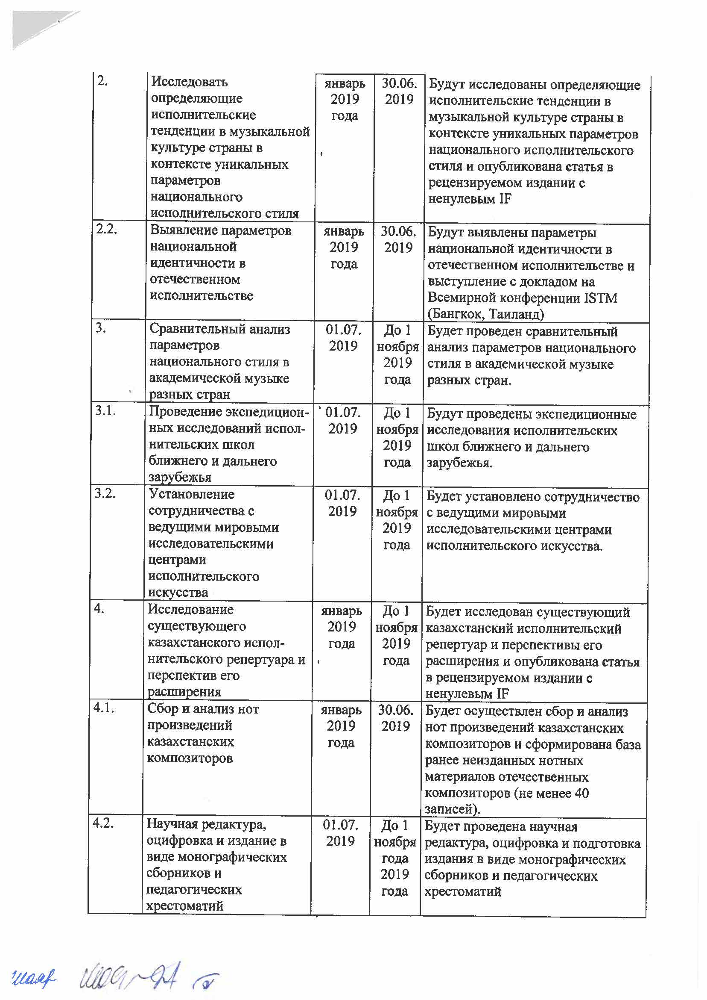 2.
Исследовать
определяющие
исполнительские
тенденции в музыкальной
культуре страны в
контексте уникальных
параметров
национального
исполнительского стиля
январь
2019
года
30.06.
2019
Будут исследованы определяющие
исполнительские тенденции в
музыкальной культуре страны в
контексте уникальных параметров
национального исполнительского
стиля и опубликована статья в
рецензируемом издании с
ненулевым IF
2.2.
Выявление параметров
национальной
идентичности в
отечественном
исполнительстве
январь
2019
года
30.06.
2019
Будут выявлены параметры
национальной идентичности в
отечественном исполнительстве и
выступление с докладом на
Всемирной конференции ISTM
(Бангкок, Таиланд)
3.
Сравнительный анализ
параметров
национального стиля в
академической музыке
разных стран
01.07.
2019
До 1
ноября
2019
года
Будет проведен сравнительный
анализ параметров национального
стиля в академической музыке
разных стран.
3.1.
Проведение экспедицион-
ных исследований испол-
нительских школ
ближнего и дальнего
зарубежья
01.07.
2019
До 1
ноября
2019
года
Будут проведены экспедиционные
исследования исполнительских
школ ближнего и дальнего
зарубежья.
3.2.
Установление
сотрудничества с
ведущими мировыми
исследовательскими
центрами
исполнительского
искусства
01.07.
2019
До 1
ноября
2019
года
Будет установлено сотрудничество
с ведущими мировыми
исследовательскими центрами
исполнительского искусства.
4.
Исследование
существующего
казахстанского испол-
нительского репертуара и
перспектив его
расширения
январь
2019
года
До 1
ноября
2019
года
Будет исследован существующий
казахстанский исполнительский
репертуар и перспективы его
расширения и опубликована статья
в рецензируемом издании с
ненулевым IF
4.1.
Сбор и анализ нот
произведений
казахстанских
композиторов
январь
2019
года
30.06.
2019
Будет осуществлен сбор и анализ
нот произведений казахстанских
композиторов и сформирована база
ранее неизданных нотных
материалов отечественных
композиторов (не менее 40
записей).
4.2.
Научная редактура,
оцифровка и издание в
виде монографических
сборников и
педагогических
хрестоматий
01.07.
2019
До 1
ноября
года
2019
года
Будет проведена научная
редактура, оцифровка и подготовка
издания в виде монографических
сборников и педагогических
хрестоматий